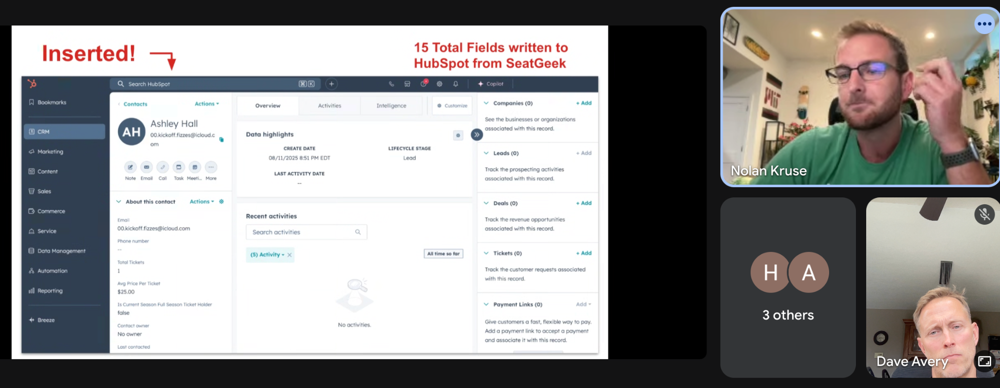 Inserted!
15 Total Fields written to
HubSpot from SeatGeek
Search HubSpot
⌘ K
+
Copilot
Bookmarks
CRM
Marketing
Content
Sales
Commerce
Service
Data Management
Automation
Reporting
Breeze
Contacts
Actions
AH
Ashley Hall
00.kickoff.fizzes@icloud.c
om
Note
Email
Call
Task
Meeti...
More
About this contact
Actions
Email
00.kickoff.fizzes@icloud.com
Phone number
--
Total Tickets
1
Avg Price Per Ticket
$25.00
Is Current Season Full Season Ticket Holder
false
Contact owner
No owner
Last contacted
Overview
Activities
Intelligence
Customize
Data highlights
CREATE DATE
08/11/2025 8:51 PM EDT
LIFECYCLE STAGE
Lead
LAST ACTIVITY DATE
--
Recent activities
Search activities
(5) Activity
All time so far
No activities.
Companies (0)
+ Add
See the businesses or organizations
associated with this record.
Leads (0)
+ Add
Track the prospecting activities
associated with this record.
Deals (0)
+ Add
Track the revenue opportunities
associated with this record.
Tickets (0)
+ Add
Track the customer requests associated
with this record.
Payment Links (0)
Add
Give customers a fast, flexible way to pay.
Add a payment link to accept a payment
and associate it with this record.
Nolan Kruse
H
A
3 others
Dave Avery